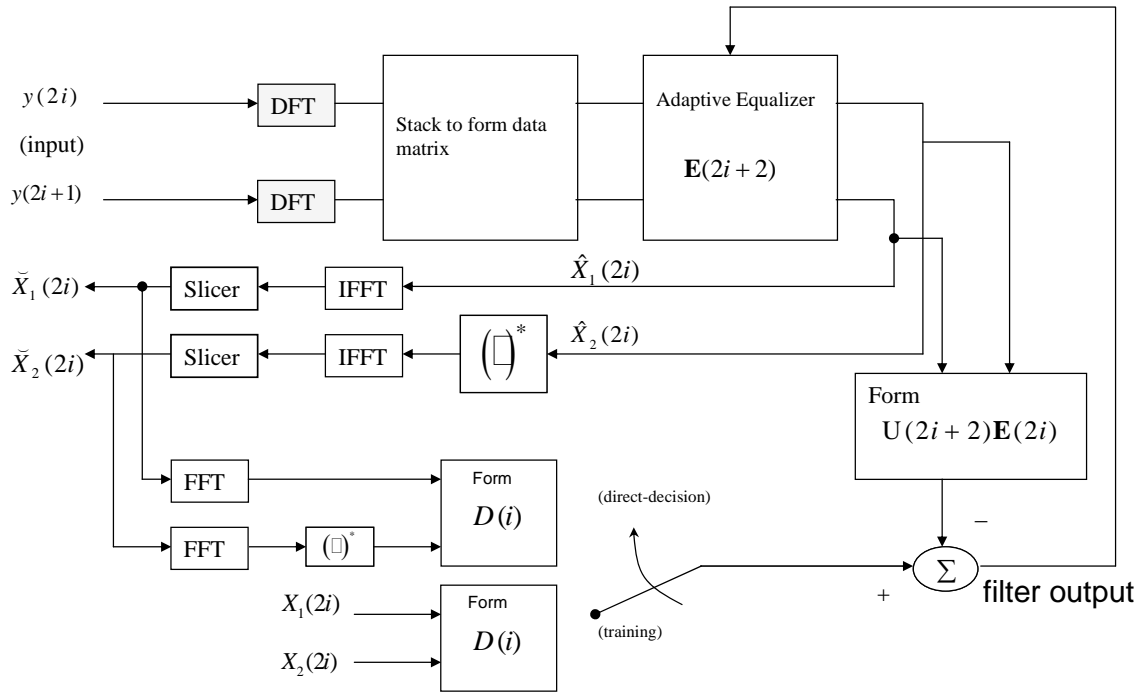 y(2i)
(input)
y(2i+1)
DFT
DFT
Stack to form data
matrix
Adaptive Equalizer
E(2i+2)
X̂₁(2i)
X̂₂(2i)
X̆₁(2i)
X̆₂(2i)
Slicer
IFFT
Slicer
IFFT
(□)*
Form
U(2i+2)E(2i)
FFT
FFT
(□)*
Form
D(i)
X₁(2i)
X₂(2i)
Form
D(i)
(direct-decision)
(training)
−
+
Σ
filter output